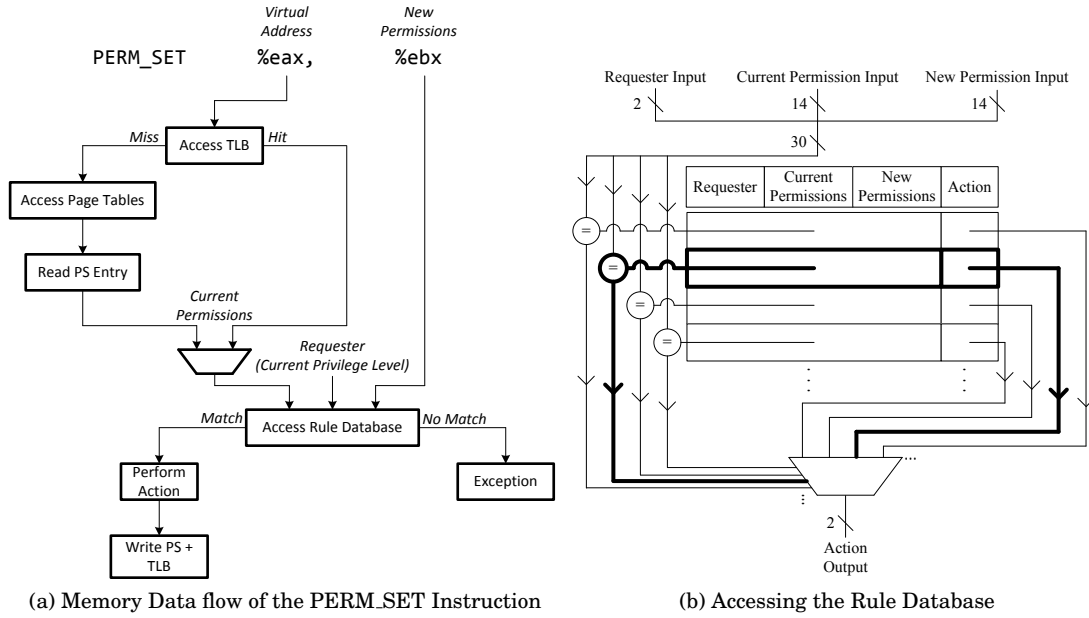 Virtual
Address
New
Permissions
PERM_SET %eax, %ebx
Miss Access TLB Hit
Access Page Tables
Read PS Entry
Current
Permissions
Requester
(Current Privilege Level)
Match Access Rule Database No Match
Perform
Action
Exception
Write PS +
TLB
(a) Memory Data flow of the PERM_SET Instruction
Requester Input Current Permission Input New Permission Input
2 14 14
30
Requester
Current
Permissions
New
Permissions
Action
=
=
=
=
2
Action
Output
(b) Accessing the Rule Database